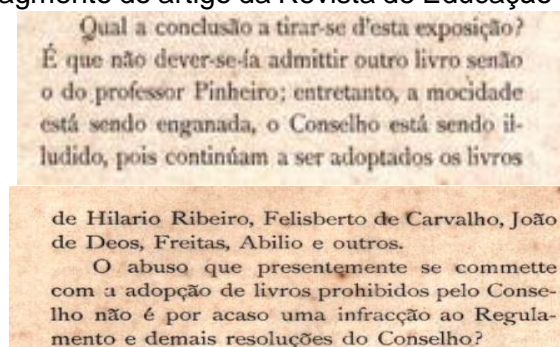 agmento de artigo da Revista de Educação
Qual a conclusão a tirar-se d'esta exposição?
É que não dever-se-ía admittir outro livro senão
o do professor Pinheiro; entretanto, a mocidade
está sendo enganada, o Conselho está sendo il-
ludido, pois continúam a ser adoptados os livros
de Hilario Ribeiro, Felisberto de Carvalho, João
de Deos, Freitas, Abilio e outros.
O abuso que presentemente se commette
com a adopção de livros prohibidos pelo Conse-
lho não é por acaso uma infracção ao Regula-
mento e demais resoluções do Conselho?